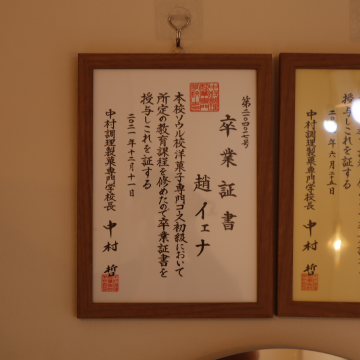 第二〇四〇七号
卒業証書
趙イェナ
本校ソウル校洋菓子専門コース初級において
所定の教育課程を修めたので卒業証書を
授与しこれを証する
二〇二一年十二月十一日
中村調理製菓専門学校長 中村哲
授与しこれを証する
年六月二五日
中村調理製菓専門学校長 中村哲